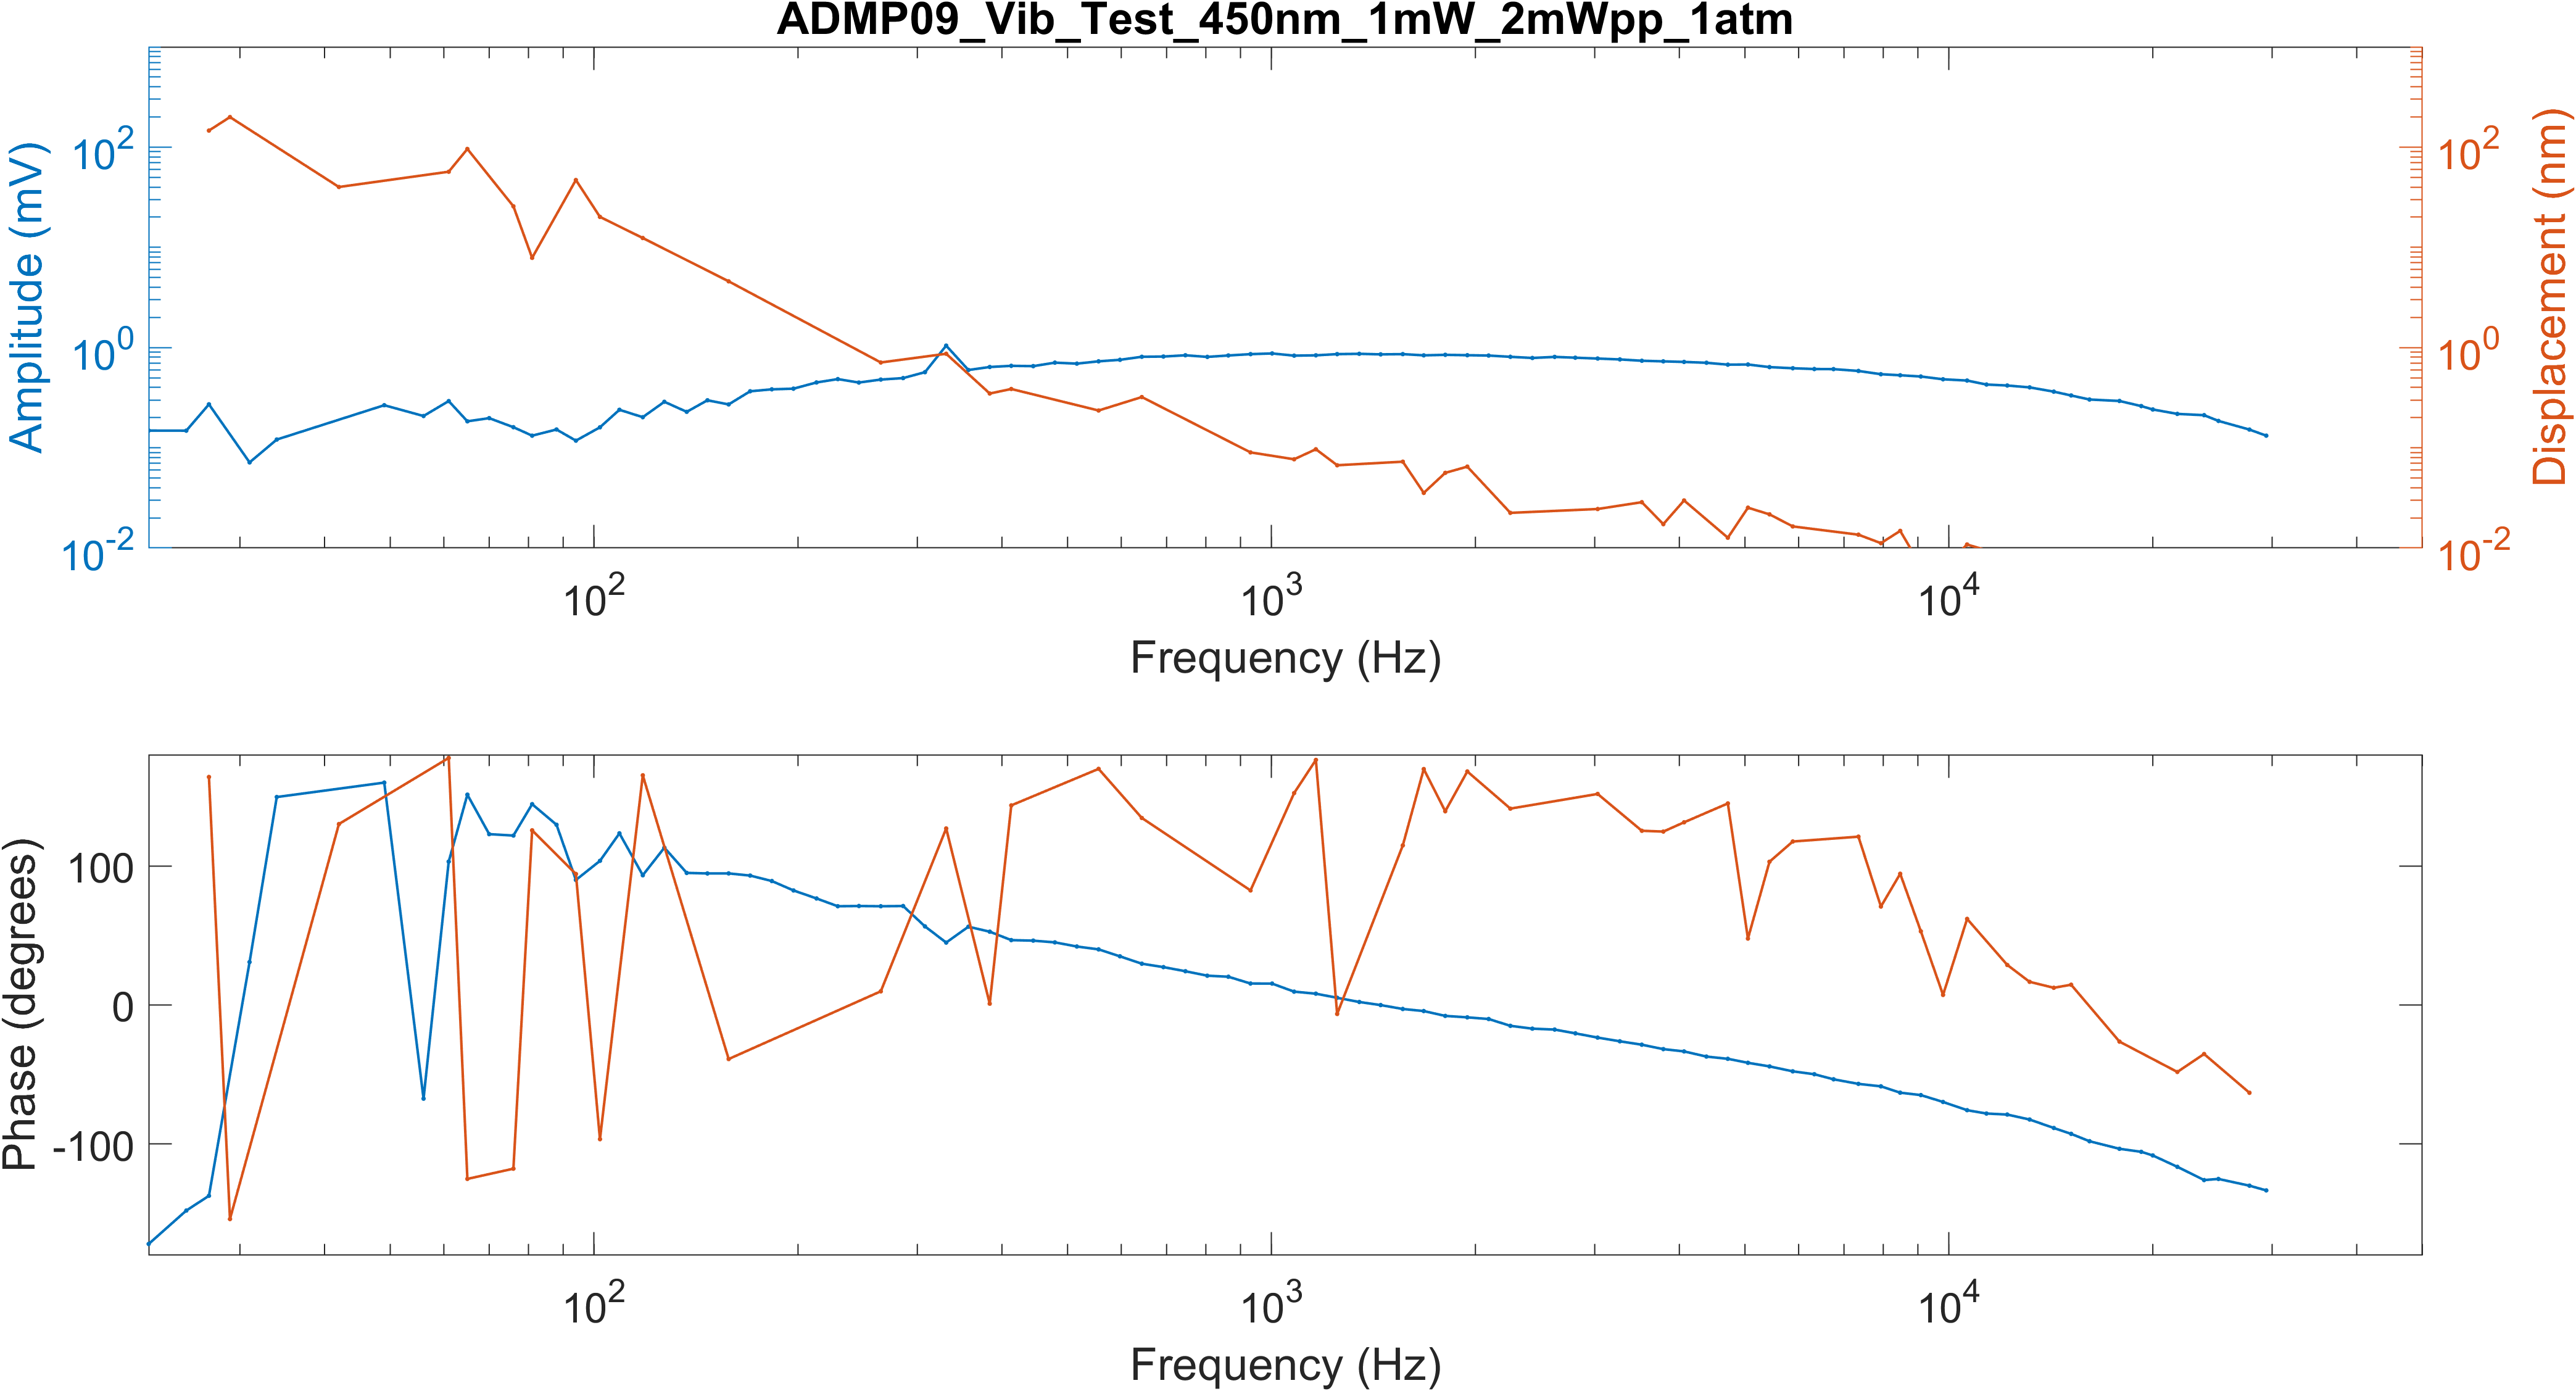 ADMP09_Vib_Test_450nm_1mW_2mWpp_1atm
Amplitude (mV)
10^2
10^0
10^-2
Displacement (nm)
10^2
10^0
10^-2
10^2
10^3
10^4
Frequency (Hz)
Phase (degrees)
100
0
-100
10^2
10^3
10^4
Frequency (Hz)